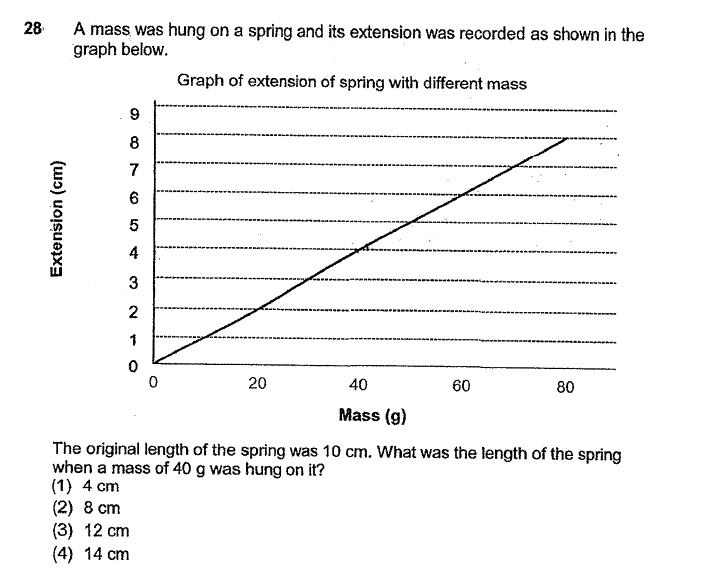 28 A mass was hung on a spring and its extension was recorded as shown in the
graph below.
Graph of extension of spring with different mass
Extension (cm)
9
8
7
6
5
4
3
2
1
0
0 20 40 60 80
Mass (g)
The original length of the spring was 10 cm. What was the length of the spring
when a mass of 40 g was hung on it?
(1) 4 cm
(2) 8 cm
(3) 12 cm
(4) 14 cm